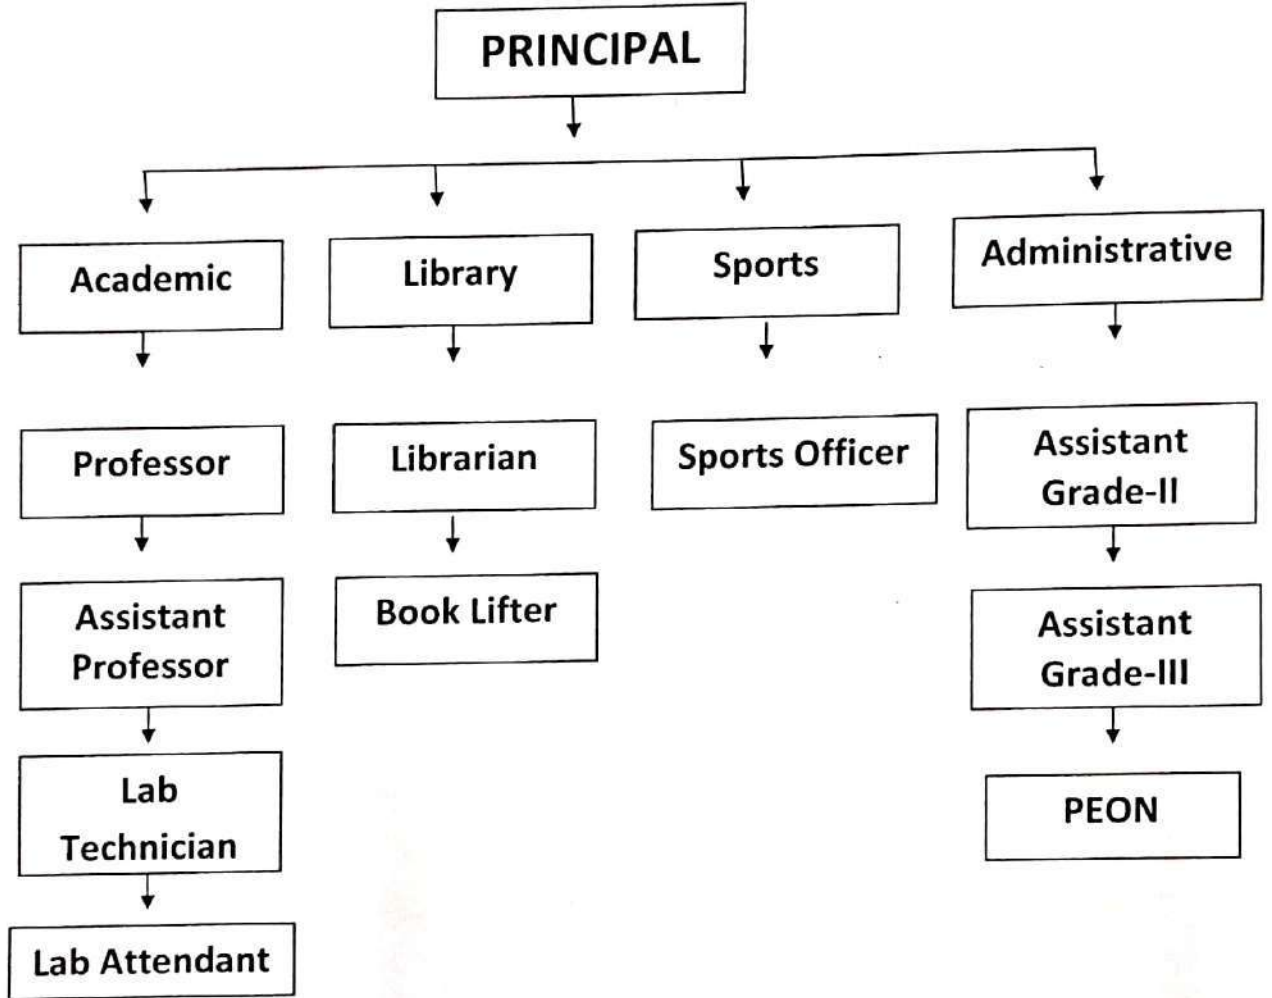 PRINCIPAL
Academic
Library
Sports
Administrative
Professor
Librarian
Sports Officer
Assistant
Grade-II
Assistant
Professor
Book Lifter
Assistant
Grade-III
Lab
Technician
PEON
Lab Attendant